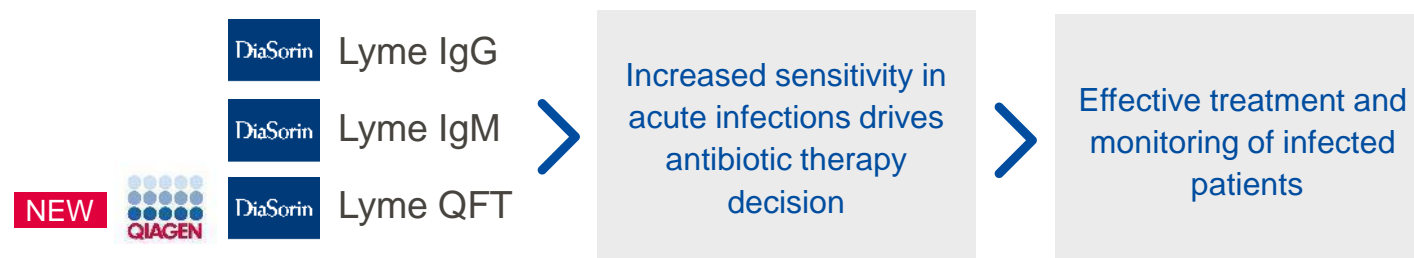 DiaSorin Lyme IgG
DiaSorin Lyme IgM
NEW QIAGEN DiaSorin Lyme QFT
Increased sensitivity in
acute infections drives
antibiotic therapy
decision
Effective treatment and
monitoring of infected
patients